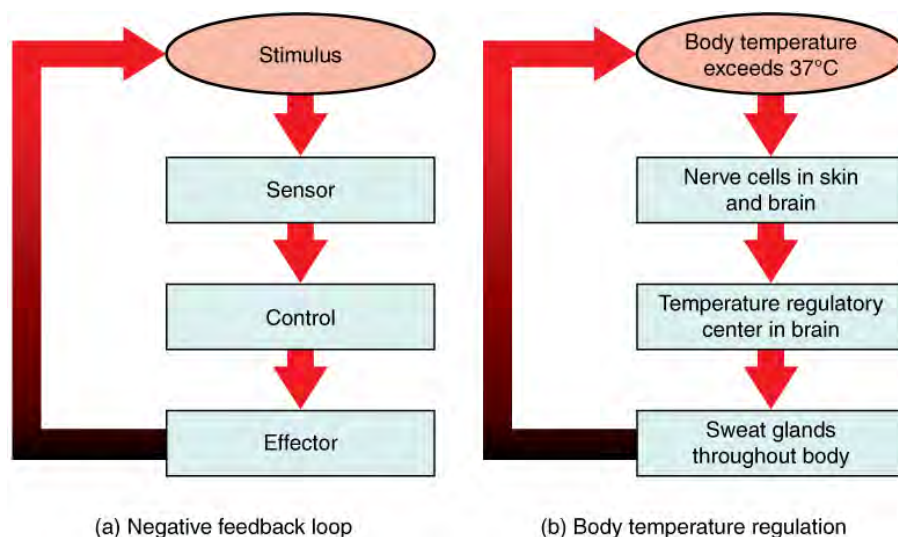 Stimulus
Sensor
Control
Effector
(a) Negative feedback loop
Body temperature
exceeds 37°C
Nerve cells in skin
and brain
Temperature regulatory
center in brain
Sweat glands
throughout body
(b) Body temperature regulation